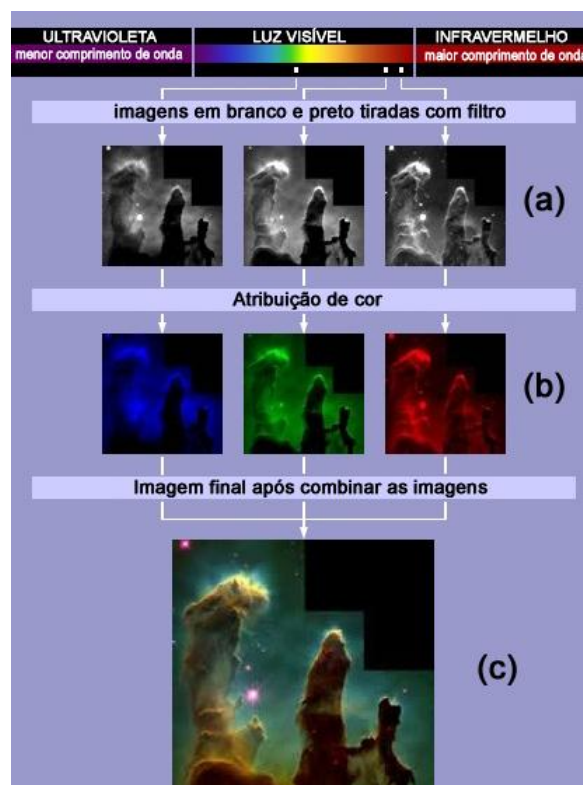 ULTRAVIOLETA
menor comprimento de onda
LUZ VISÍVEL
INFRAVERMELHO
maior comprimento de onda
imagens em branco e preto tiradas com filtro
(a)
Atribuição de cor
(b)
Imagem final após combinar as imagens
(c)